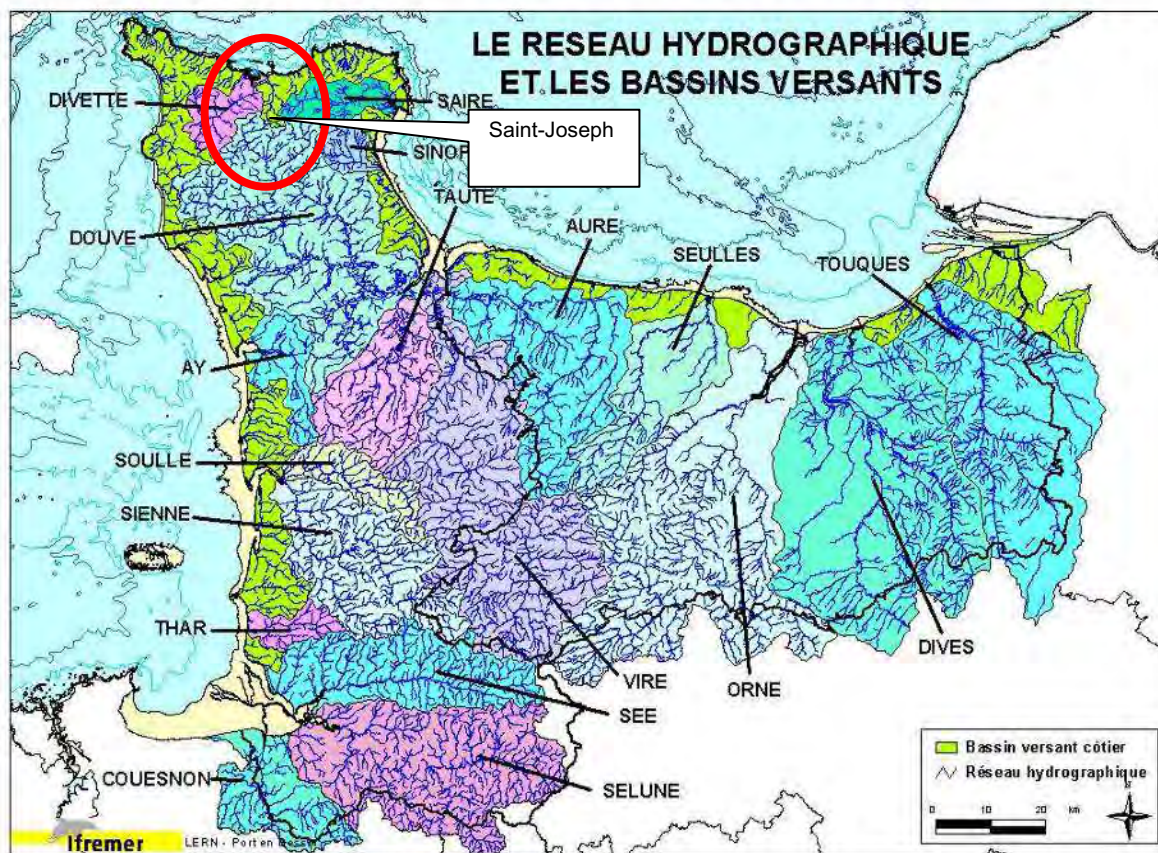 LE RESEAU HYDROGRAPHIQUE
ET LES BASSINS VERSANTS
DIVETTE
SAIRE
Saint-Joseph
TAUTE
DOUVE
AURE
SEULLES
TOUQUES
AY
SOULLE
SIENNE
THAR
VIRE
ORNE
DIVES
SEE
COUESNON
SELUNE
Bassin versant côtier
Réseau hydrographique
0 10 20 Km
Ifremer
LERN - Port en